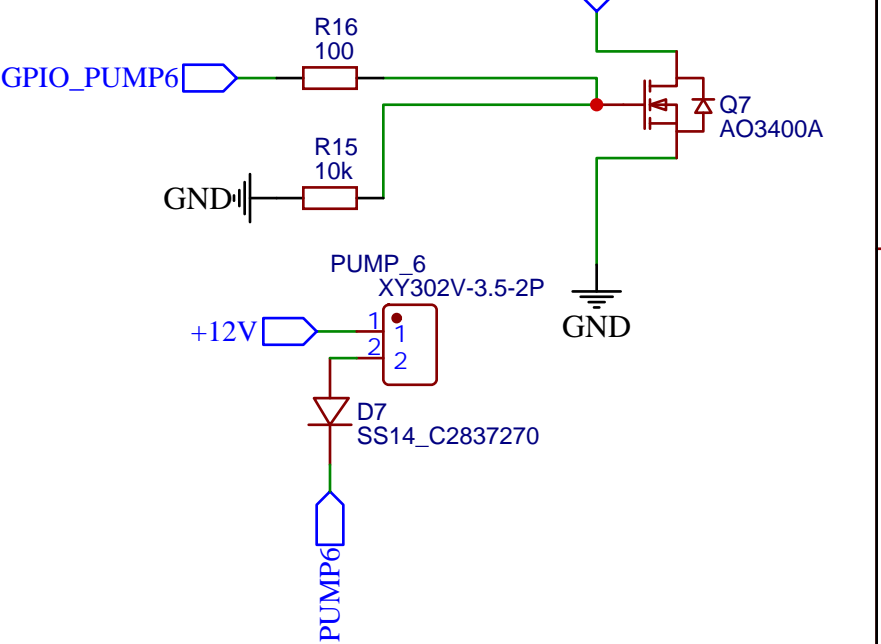 R16
100
GPIO_PUMP6
Q7
AO3400A
R15
10k
GND
PUMP_6
XY302V-3.5-2P
GND
+12V
1
1
2
2
D7
SS14_C2837270
PUMP6